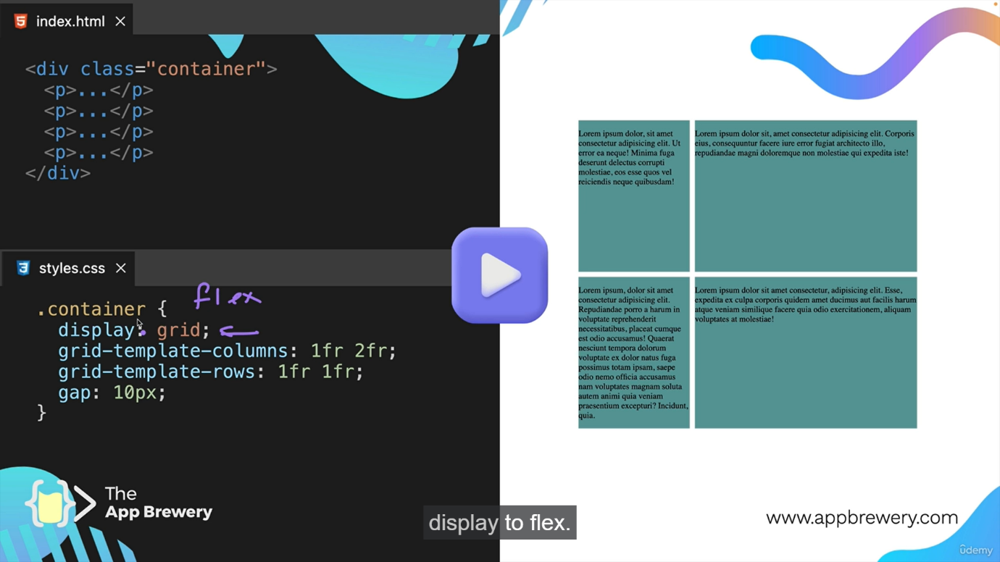 index.html
<div class="container">
<p>...</p>
<p>...</p>
<p>...</p>
<p>...</p>
</div>
styles.css
flex
.container {
display: grid;
grid-template-columns: 1fr 2fr;
grid-template-rows: 1fr 1fr;
gap: 10px;
}
The
App Brewery
Lorem ipsum dolor, sit amet
consectetur adipisicing elit. Ut
error ea neque! Minima fuga
deserunt delectus corrupti
molestiae, eos esse quos vel
reiciendis neque quibusdam!
Lorem ipsum dolor sit, amet consectetur adipisicing elit. Corporis
eius, consequuntur facere iure error fugiat architecto illo,
repudiandae magni doloremque non molestiae qui expedita iste!
Lorem ipsum, dolor sit amet
consectetur adipisicing elit.
Repudiandae porro a harum in
voluptate reprehenderit
necessitatibus, placeat cumque
est odio accusamus! Quaerat
nesciunt tempora dolorum
voluptate ex dolor natus fuga
possimus totam ipsam, saepe
odio nemo officia accusamus
nam voluptates magnam soluta
autem animi quia veniam
praesentium excepturi? Incidunt,
quia.
Lorem ipsum dolor sit amet consectetur, adipisicing elit. Esse,
expedita ex culpa corporis quidem amet ducimus aut facilis harum
atque veniam similique facere quia odio exercitationem, aliquam
voluptates at molestiae!
display to flex.
www.appbrewery.com
ûdemy